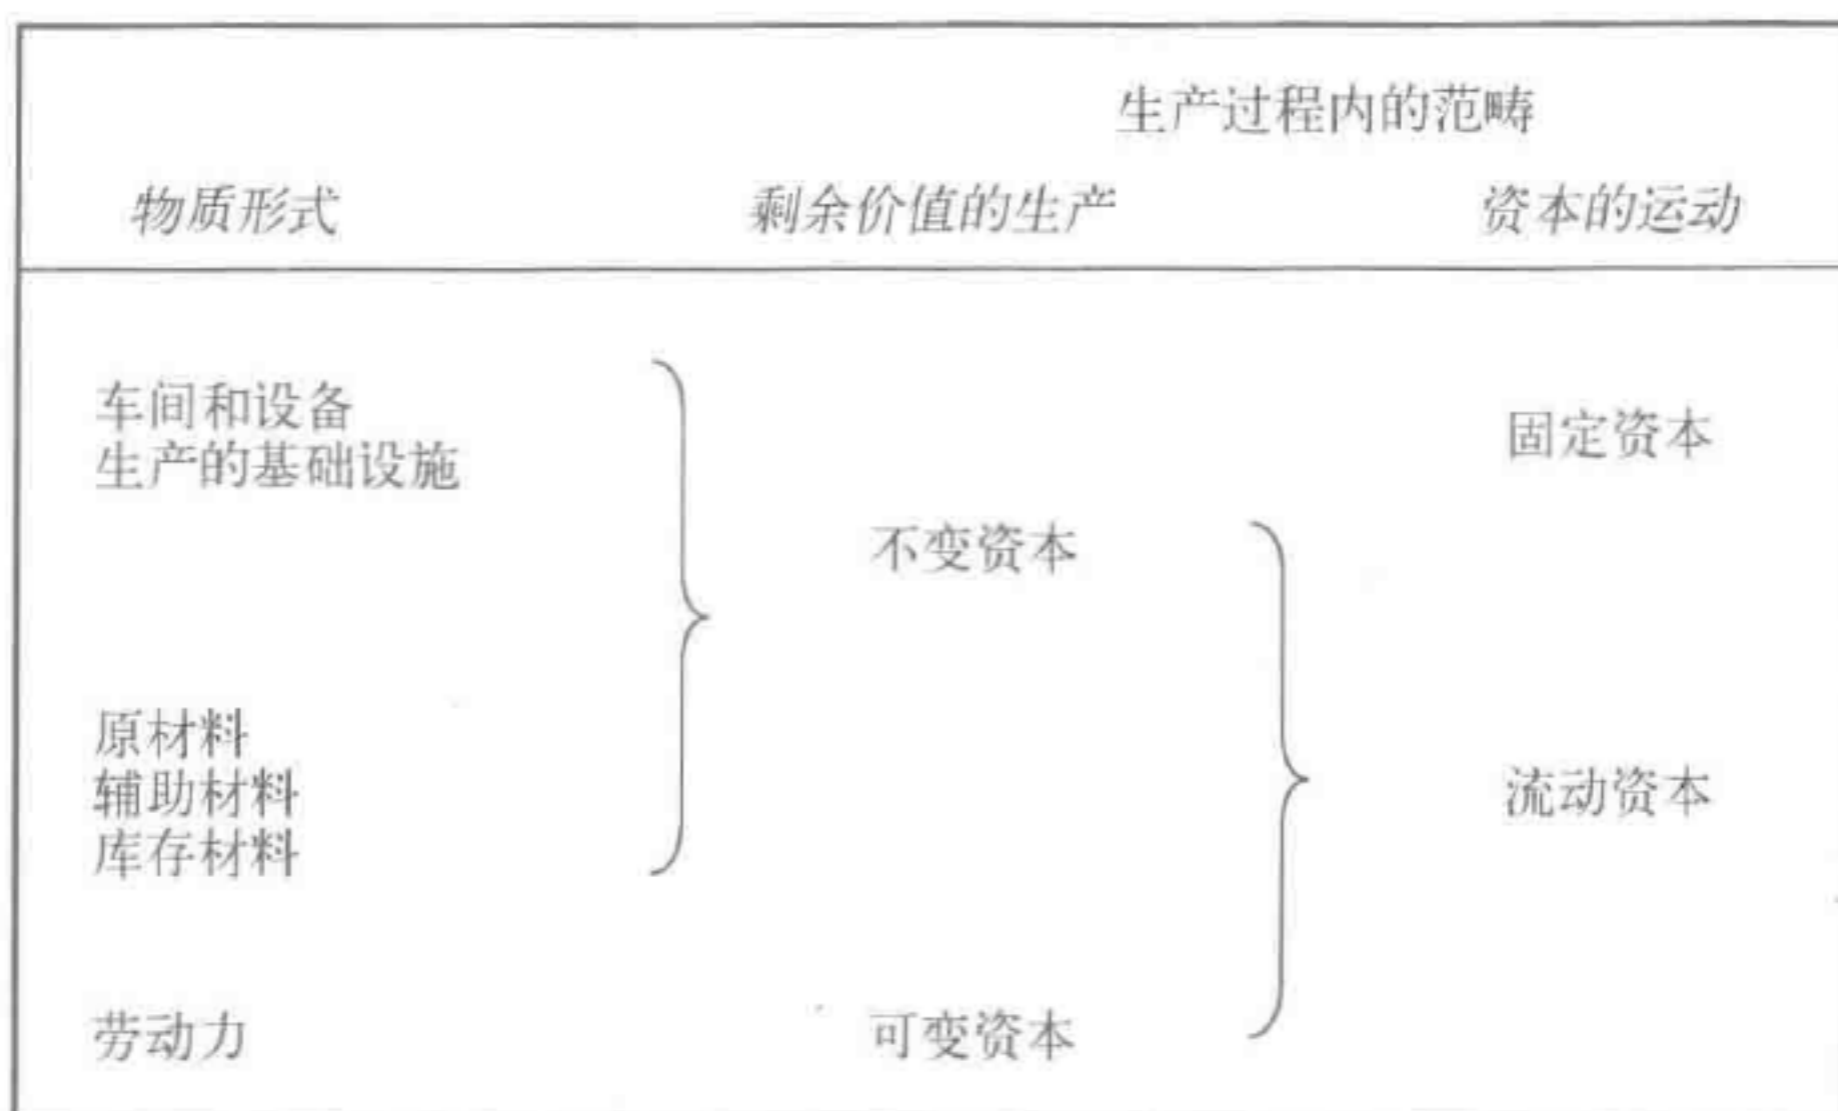 生产过程内的范畴
物质形式 剩余价值的生产 资本的运动
车间和设备
生产的基础设施
固定资本
不变资本
原材料
辅助材料
库存材料
流动资本
劳动力 可变资本